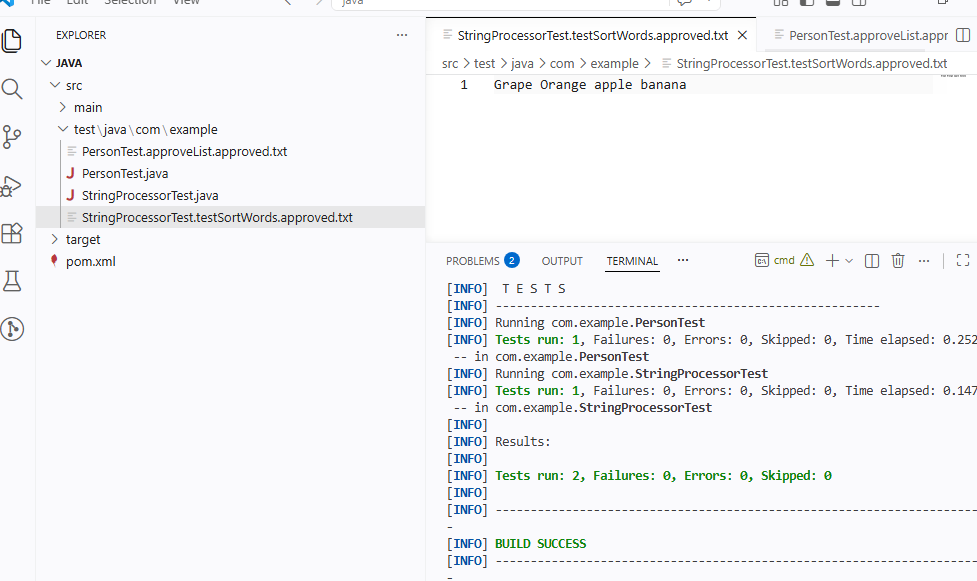 File Edit Selection View
java
EXPLORER
JAVA
src
main
test\java\com\example
PersonTest.approveList.approved.txt
J PersonTest.java
J StringProcessorTest.java
StringProcessorTest.testSortWords.approved.txt
target
pom.xml
StringProcessorTest.testSortWords.approved.txt
PersonTest.approveList.appr
src > test > java > com > example > StringProcessorTest.testSortWords.approved.txt
1 Grape Orange apple banana
PROBLEMS 2 OUTPUT TERMINAL ... cmd
[INFO] T E S T S
[INFO] -------------------------------------------------------
[INFO] Running com.example.PersonTest
[INFO] Tests run: 1, Failures: 0, Errors: 0, Skipped: 0, Time elapsed: 0.252
-- in com.example.PersonTest
[INFO] Running com.example.StringProcessorTest
[INFO] Tests run: 1, Failures: 0, Errors: 0, Skipped: 0, Time elapsed: 0.147
-- in com.example.StringProcessorTest
[INFO]
[INFO] Results:
[INFO]
[INFO] Tests run: 2, Failures: 0, Errors: 0, Skipped: 0
[INFO]
[INFO] -----------------------------------------------------------------------
-
[INFO] BUILD SUCCESS
[INFO] -----------------------------------------------------------------------
-